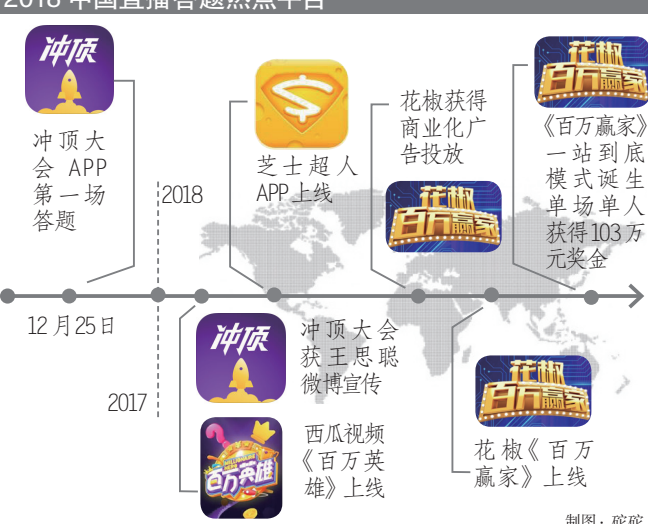 2018 中国直播答题热点平台
冲顶
冲顶大
会 APP
第一场
答题
2018
芝士超人
APP上线
花椒获得
商业化广
告投放
花椒
百万赢家
花椒
百万赢家
《百万赢家》
一站到底
模式诞生
单场单人
获得103万
元奖金
12月25日
2017
冲顶
冲顶大会
获王思聪
微博宣传
百万英雄
西瓜视频
《百万英
雄》上线
花椒
百万赢家
花椒《百万
赢家》上线
制图：砣砣